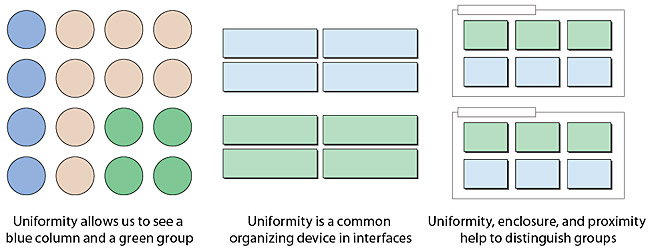 Uniformity allows us to see a
blue column and a green group
Uniformity is a common
organizing device in interfaces
Uniformity, enclosure, and proximity
help to distinguish groups